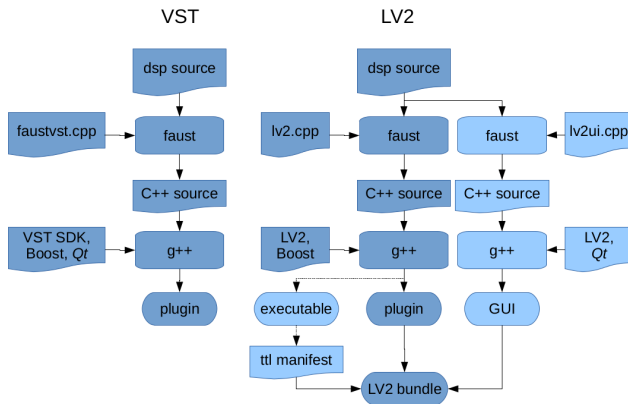 VST
LV2
dsp source
dsp source
faustvst.cpp
faust
lv2.cpp
faust
faust
lv2ui.cpp
C++ source
C++ source
C++ source
VST SDK,
Boost, Qt
g++
LV2,
Boost
g++
g++
LV2,
Qt
plugin
executable
plugin
GUI
ttl manifest
LV2 bundle